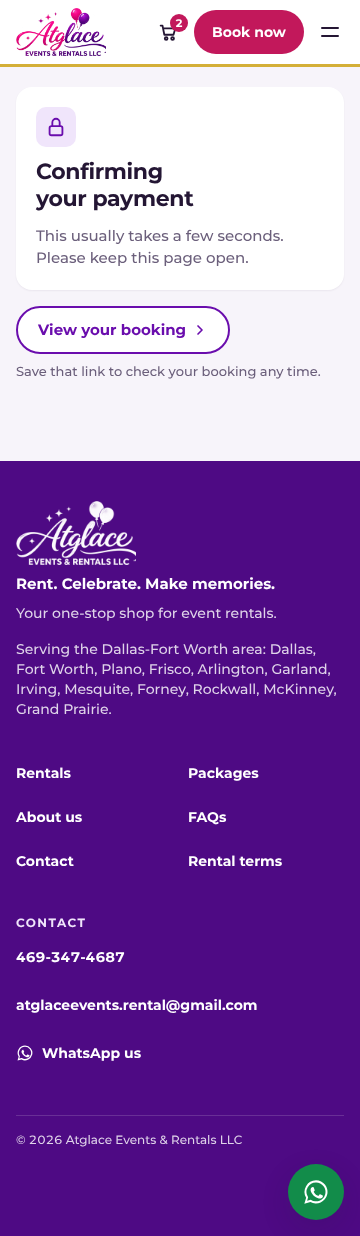 Atglace
EVENTS & RENTALS LLC
2
Book now
Confirming
your payment
This usually takes a few seconds.
Please keep this page open.
View your booking
Save that link to check your booking any time.
Atglace
EVENTS & RENTALS LLC
Rent. Celebrate. Make memories.
Your one-stop shop for event rentals.
Serving the Dallas-Fort Worth area: Dallas,
Fort Worth, Plano, Frisco, Arlington, Garland,
Irving, Mesquite, Forney, Rockwall, McKinney,
Grand Prairie.
Rentals
Packages
About us
FAQs
Contact
Rental terms
CONTACT
469-347-4687
atglaceevents.rental@gmail.com
WhatsApp us
© 2026 Atglace Events & Rentals LLC